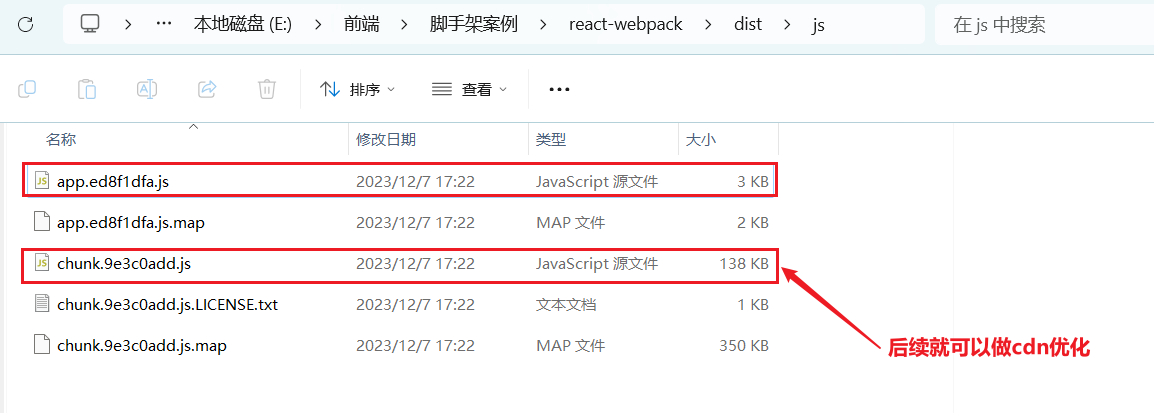 本地磁盘 (E:) > 前端 > 脚手架案例 > react-webpack > dist > js 在 js 中搜索
排序 查看
名称 修改日期 类型 大小
app.ed8f1dfa.js 2023/12/7 17:22 JavaScript 源文件 3 KB
app.ed8f1dfa.js.map 2023/12/7 17:22 MAP 文件 2 KB
chunk.9e3c0add.js 2023/12/7 17:22 JavaScript 源文件 138 KB
chunk.9e3c0add.js.LICENSE.txt 2023/12/7 17:22 文本文档 1 KB
chunk.9e3c0add.js.map 2023/12/7 17:22 MAP 文件 350 KB
后续就可以做cdn优化